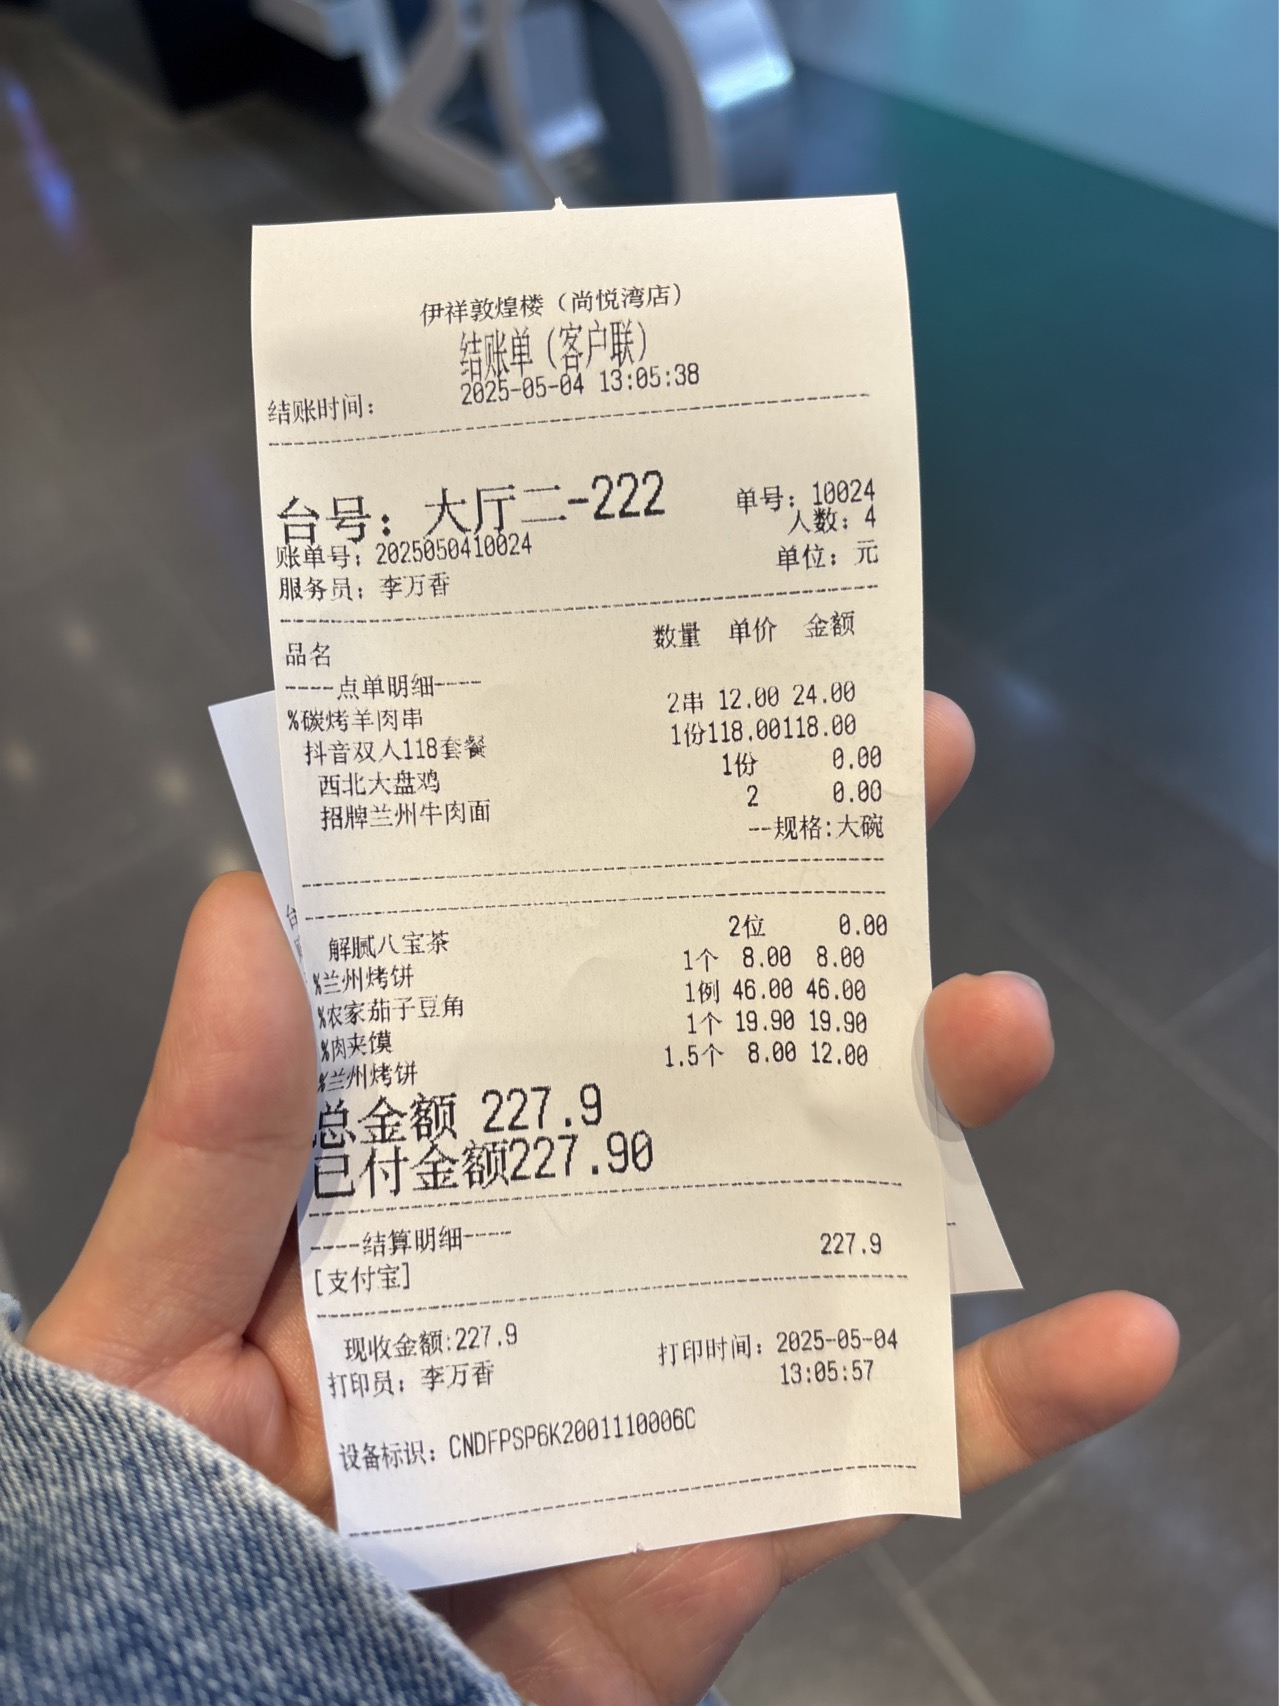 伊祥敦煌楼（尚悦湾店）
结账单（客户联）
结账时间： 2025-05-04 13:05:38
台号：大厅二-222 单号：10024
人数：4
账单号：2025050410024 单位：元
服务员：李万香
品名 数量 单价 金额
----点单明细----
%碳烤羊肉串 2串 12.00 24.00
抖音双人118套餐 1份118.00118.00
西北大盘鸡 1份 0.00
招牌兰州牛肉面 2 0.00
--规格:大碗
解腻八宝茶 2位 0.00
%兰州烤饼 1个 8.00 8.00
%农家茄子豆角 1例 46.00 46.00
%肉夹馍 1个 19.90 19.90
%兰州烤饼 1.5个 8.00 12.00
总金额 227.9
已付金额227.90
----结算明细----
[支付宝] 227.9
现收金额:227.9
打印员：李万香 打印时间：2025-05-04
13:05:57
设备标识：CNDFPSP6K2001110006C
台